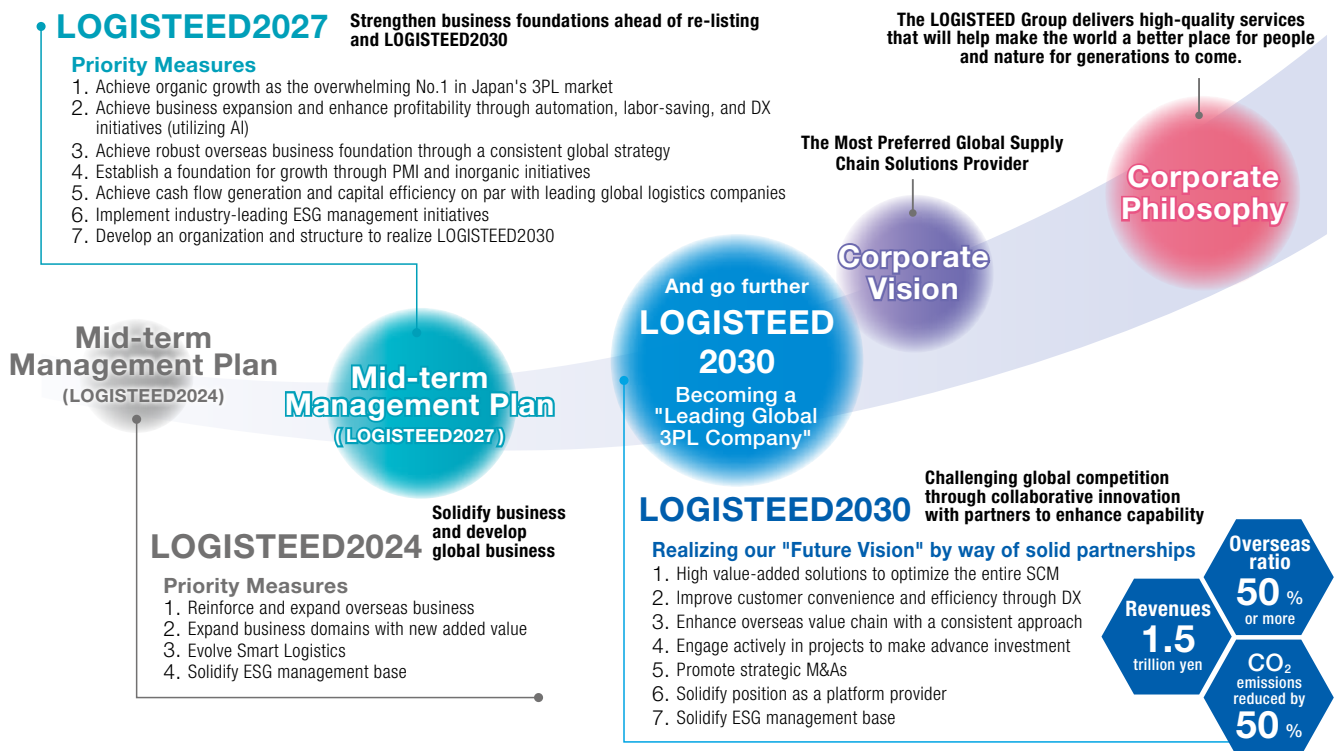 LOGISTEED2027
Strengthen business foundations ahead of re-listing
and LOGISTEED2030
Priority Measures
1. Achieve organic growth as the overwhelming No.1 in Japan's 3PL market
2. Achieve business expansion and enhance profitability through automation, labor-saving, and DX
initiatives (utilizing AI)
3. Achieve robust overseas business foundation through a consistent global strategy
4. Establish a foundation for growth through PMI and inorganic initiatives
5. Achieve cash flow generation and capital efficiency on par with leading global logistics companies
6. Implement industry-leading ESG management initiatives
7. Develop an organization and structure to realize LOGISTEED2030
The LOGISTEED Group delivers high-quality services
that will help make the world a better place for people
and nature for generations to come.
Corporate
Philosophy
The Most Preferred Global Supply
Chain Solutions Provider
Corporate
Vision
And go further
LOGISTEED
2030
Becoming a
"Leading Global
3PL Company"
Mid-term
Management Plan
(LOGISTEED2027)
Mid-term
Management Plan
(LOGISTEED2024)
LOGISTEED2024
Solidify business
and develop
global business
Priority Measures
1. Reinforce and expand overseas business
2. Expand business domains with new added value
3. Evolve Smart Logistics
4. Solidify ESG management base
LOGISTEED2030
Challenging global competition
through collaborative innovation
with partners to enhance capability
Realizing our "Future Vision" by way of solid partnerships
1. High value-added solutions to optimize the entire SCM
2. Improve customer convenience and efficiency through DX
3. Enhance overseas value chain with a consistent approach
4. Engage actively in projects to make advance investment
5. Promote strategic M&As
6. Solidify position as a platform provider
7. Solidify ESG management base
Revenues
1.5
trillion yen
Overseas
ratio
50 %
or more
CO₂
emissions
reduced by
50 %